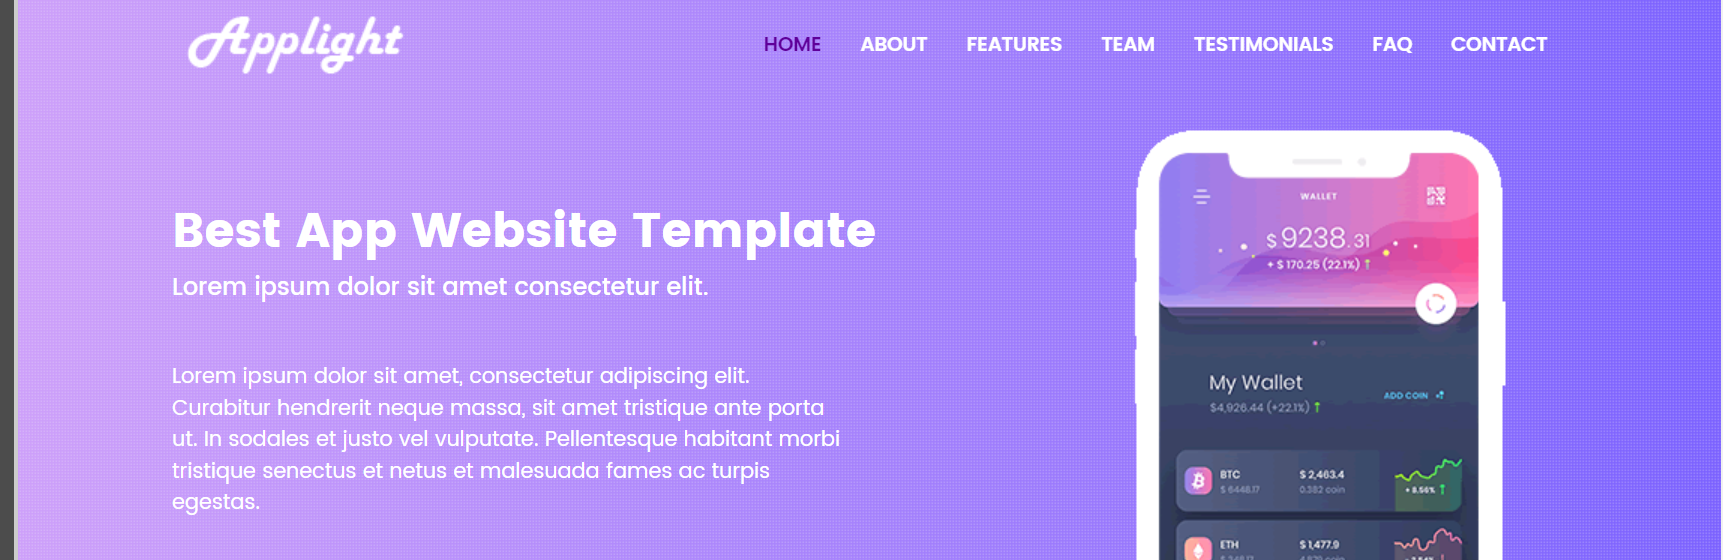 Applight
HOME ABOUT FEATURES TEAM TESTIMONIALS FAQ CONTACT
Best App Website Template
Lorem ipsum dolor sit amet consectetur elit.
Lorem ipsum dolor sit amet, consectetur adipiscing elit.
Curabitur hendrerit neque massa, sit amet tristique ante porta
ut. In sodales et justo vel vulputate. Pellentesque habitant morbi
tristique senectus et netus et malesuada fames ac turpis
egestas.
WALLET
$ 9238.31
+ $ 170.25 (22.1%) ↑
My Wallet
ADD COIN
$4,926.44 (+22.1%) ↑
BTC $ 2,463.4
$ 6448.17 0.382 coin + 8.56% ↑
ETH $ 1,477.9